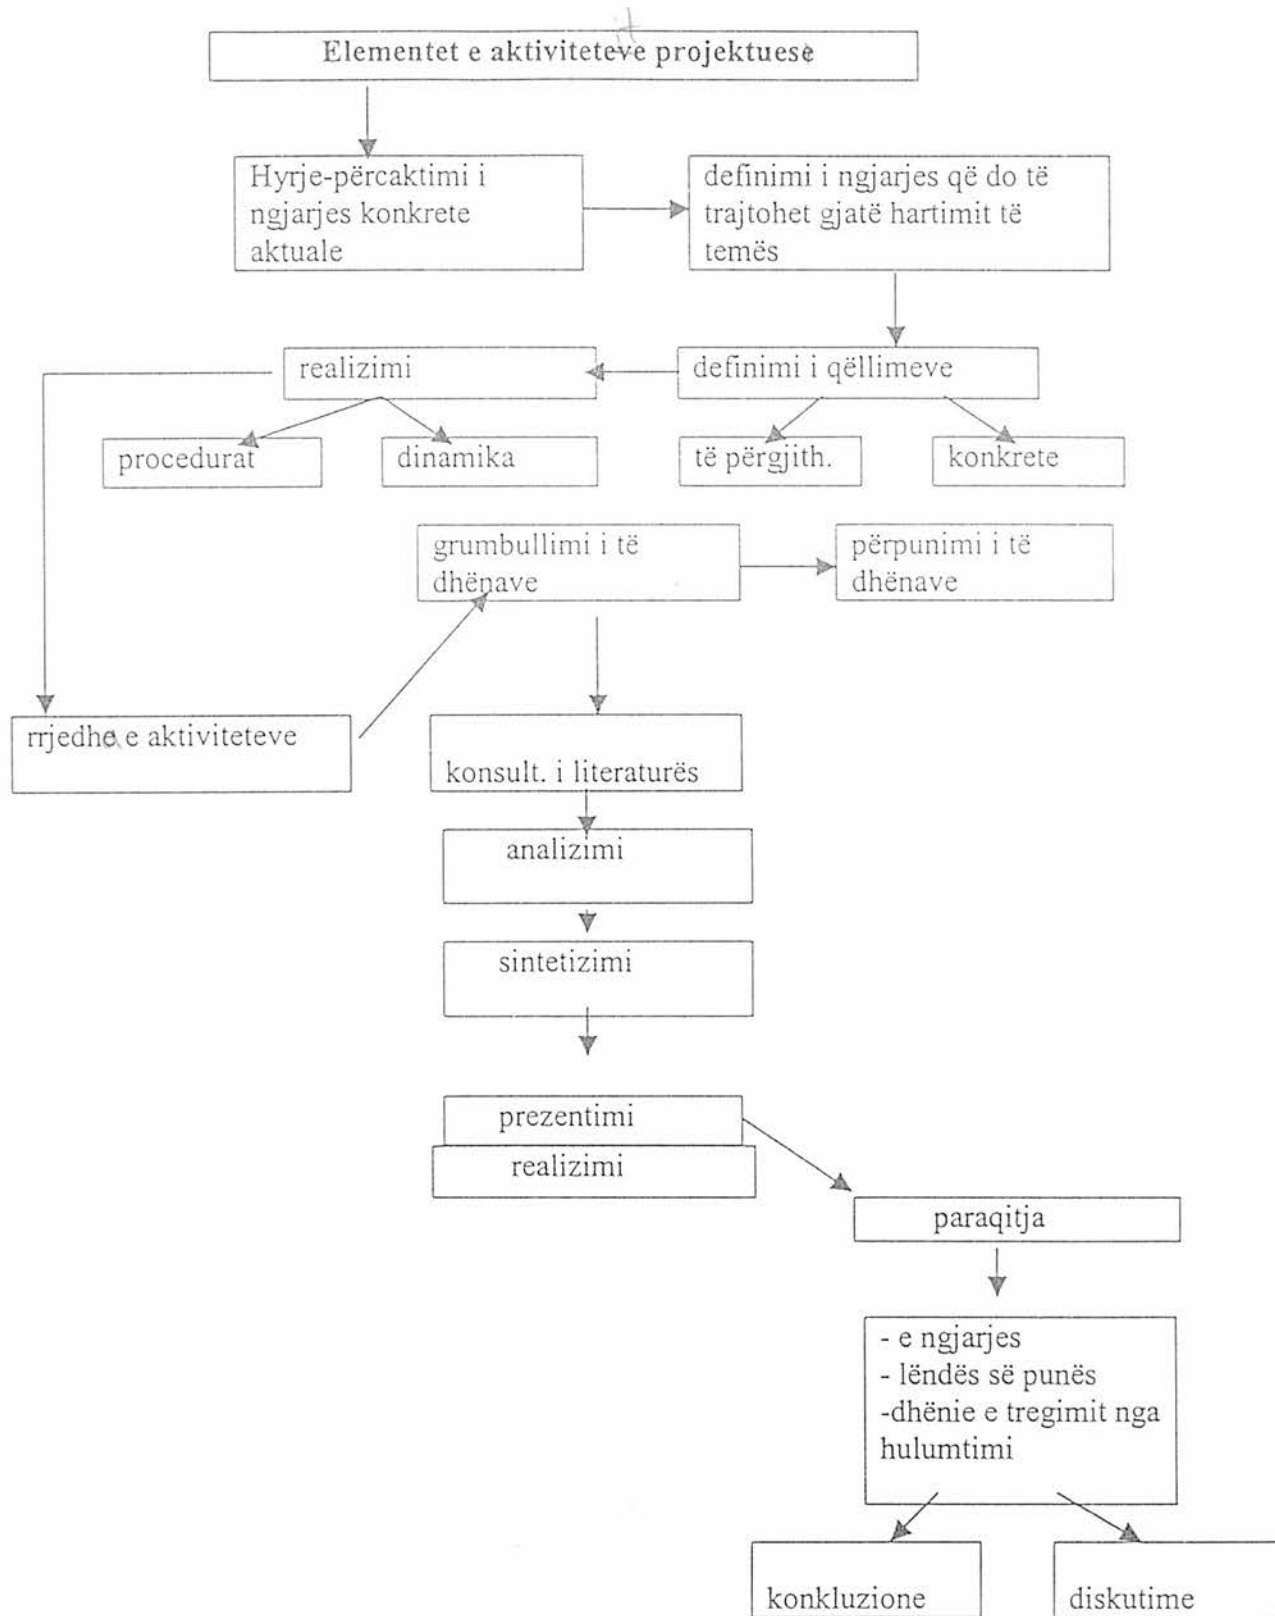 Elementet e aktiviteteve projektuese
it
Hyrje-përcaktimi i
ngjarjes konkrete
aktuale
definimi i ngjarjes që do të
trajtohet gjatë hartimit të
temës
realizimi
definimi i qëllimeve
procedurat
dinamika
të përgjith.
konkrete
grumbullimi i të
dhënave
përpunimi i të
dhënave
rrjedhe e aktiviteteve
konsult. i literaturës
analizimi
sintetizimi
prezentimi
realizimi
paraqitja
- e ngjarjes
- lëndës së punës
-dhënie e tregimit nga
hulumtimi
konkluzione
diskutime